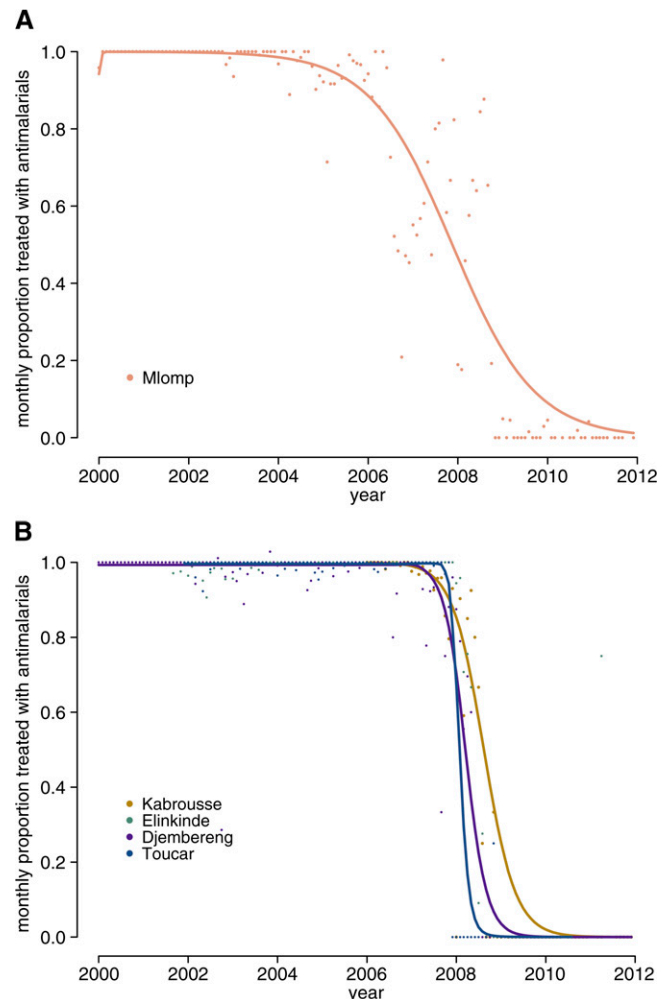 A
monthly proportion treated with antimalarials
1.0
0.8
0.6
0.4
0.2
0.0
Mlomp
2000 2002 2004 2006 2008 2010 2012
year
B
monthly proportion treated with antimalarials
1.0
0.8
0.6
0.4
0.2
0.0
Kabrousse
Elinkinde
Djembereng
Toucar
2000 2002 2004 2006 2008 2010 2012
year